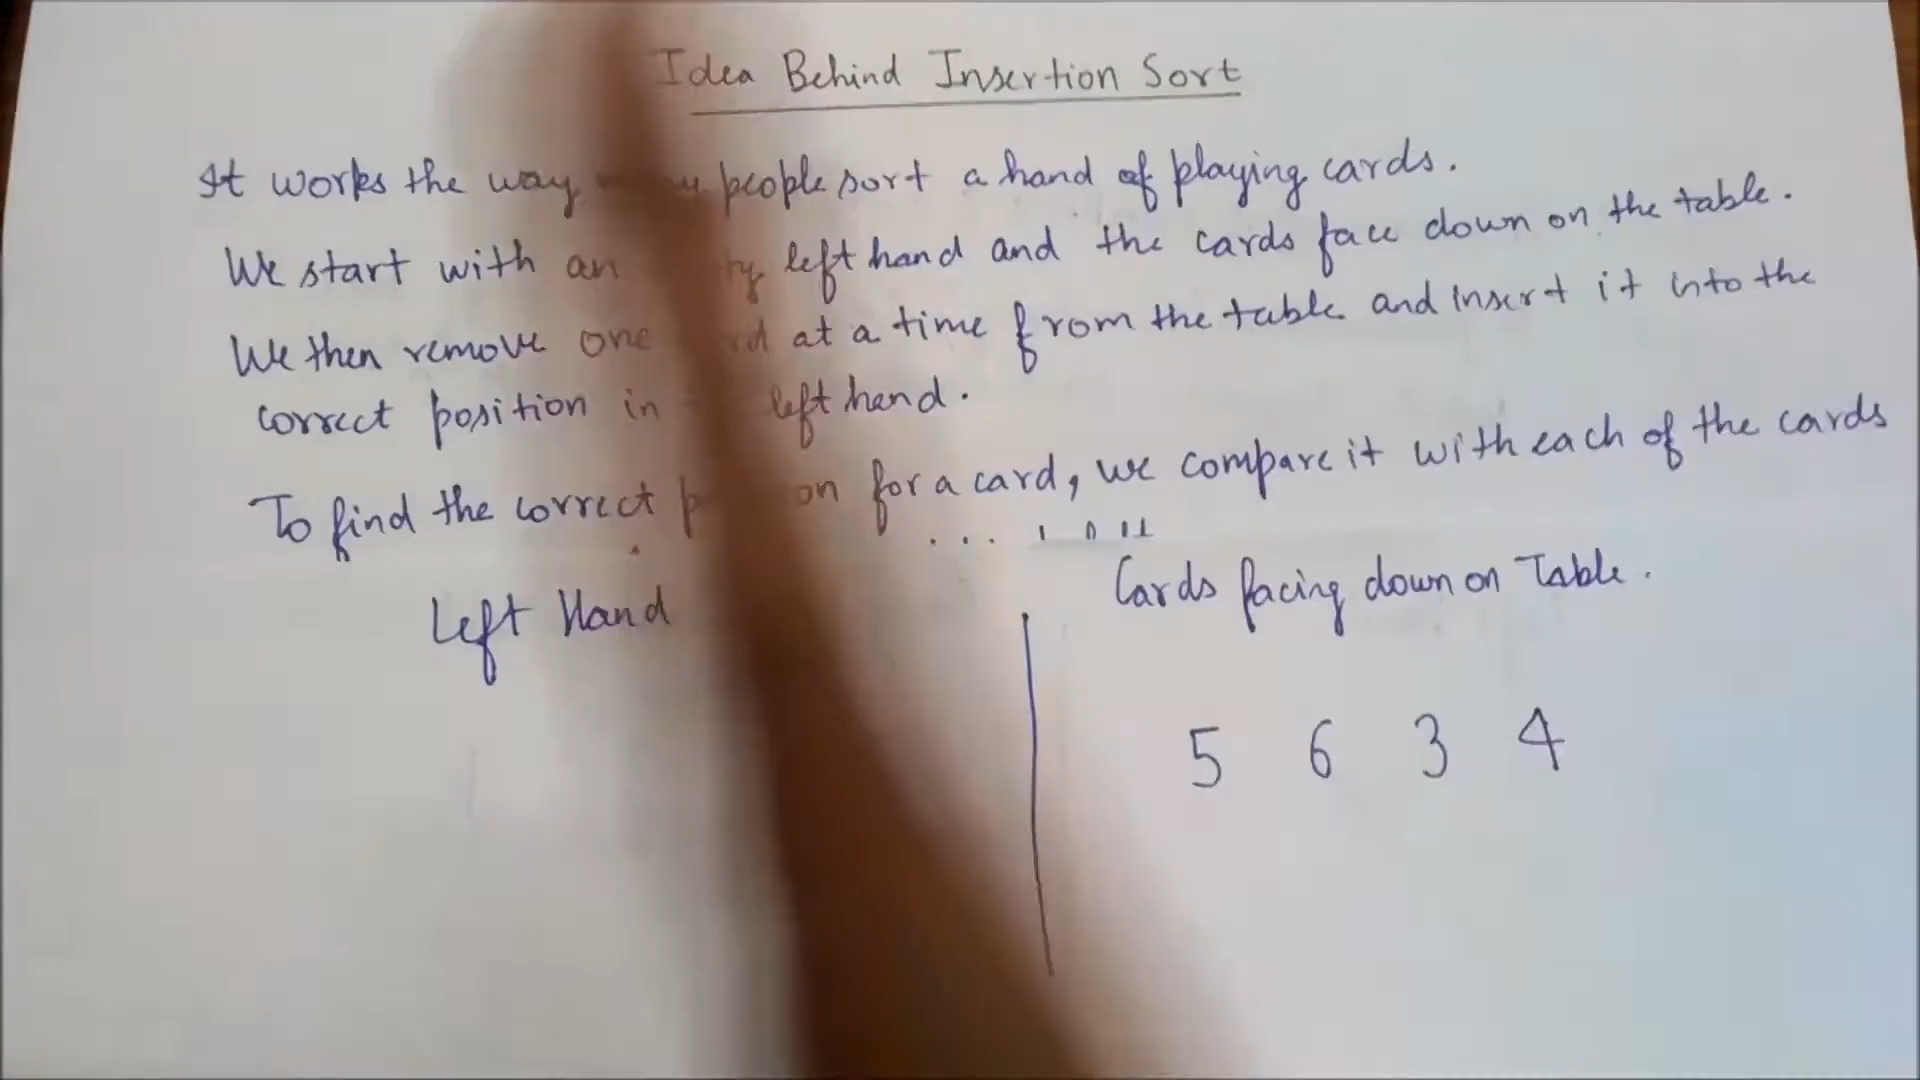 Idea Behind Insertion Sort
It works the way people sort a hand of playing cards.
We start with an left hand and the cards face down on the table.
We then remove one at a time from the table and insert it into the
correct position in left hand.
To find the correct for a card, we compare it with each of the cards
Left Hand
Cards facing down on Table.
5 6 3 4